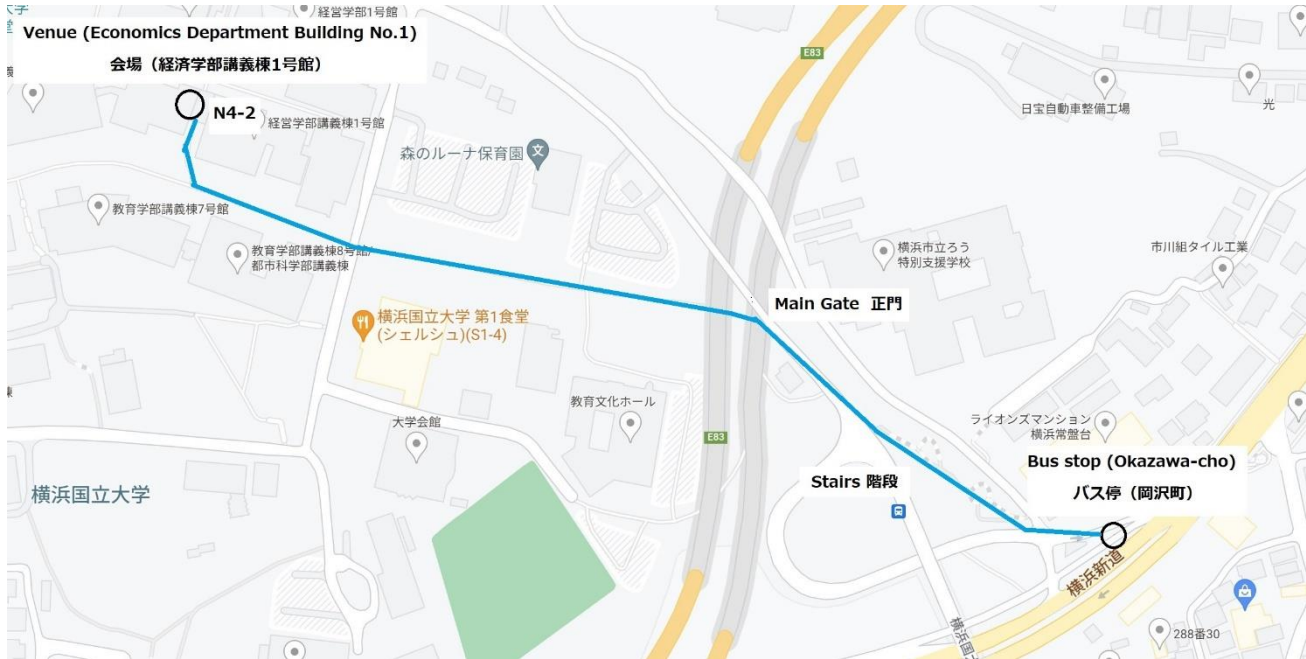 経営学部1号館
Venue (Economics Department Building No.1)
会場（経済学部講義棟1号館）
N4-2
経営学部講義棟1号館
森のルーナ保育園
文
E83
日宝自動車整備工場
光
教育学部講義棟7号館
教育学部講義棟8号館/
都市科学部講義棟
横浜市立ろう
特別支援学校
市川組タイル工業
Main Gate 正門
横浜国立大学 第1食堂
(シェルシュ)(S1-4)
教育文化ホール
大学会館
E83
ライオンズマンション
横浜常盤台
Bus stop (Okazawa-cho)
バス停（岡沢町）
Stairs 階段
横浜国立大学
横浜新道
横浜国
288番30